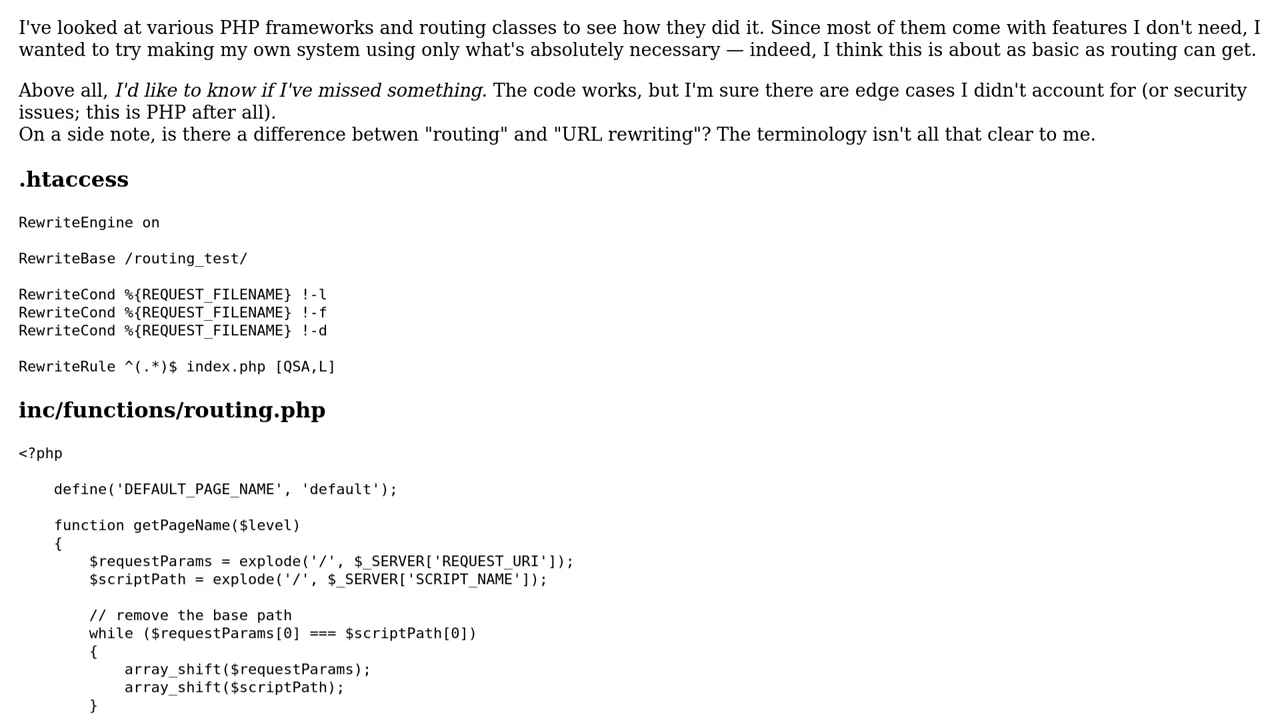 I've looked at various PHP frameworks and routing classes to see how they did it. Since most of them come with features I don't need, I
wanted to try making my own system using only what's absolutely necessary — indeed, I think this is about as basic as routing can get.
Above all, I'd like to know if I've missed something. The code works, but I'm sure there are edge cases I didn't account for (or security
issues; this is PHP after all).
On a side note, is there a difference betwen "routing" and "URL rewriting"? The terminology isn't all that clear to me.
.htaccess
RewriteEngine on
RewriteBase /routing_test/
RewriteCond %{REQUEST_FILENAME} !-l
RewriteCond %{REQUEST_FILENAME} !-f
RewriteCond %{REQUEST_FILENAME} !-d
RewriteRule ^(.*)$ index.php [QSA,L]
inc/functions/routing.php
<?php
define('DEFAULT_PAGE_NAME', 'default');
function getPageName($level)
{
$requestParams = explode('/', $_SERVER['REQUEST_URI']);
$scriptPath = explode('/', $_SERVER['SCRIPT_NAME']);
// remove the base path
while ($requestParams[0] === $scriptPath[0])
{
array_shift($requestParams);
array_shift($scriptPath);
}